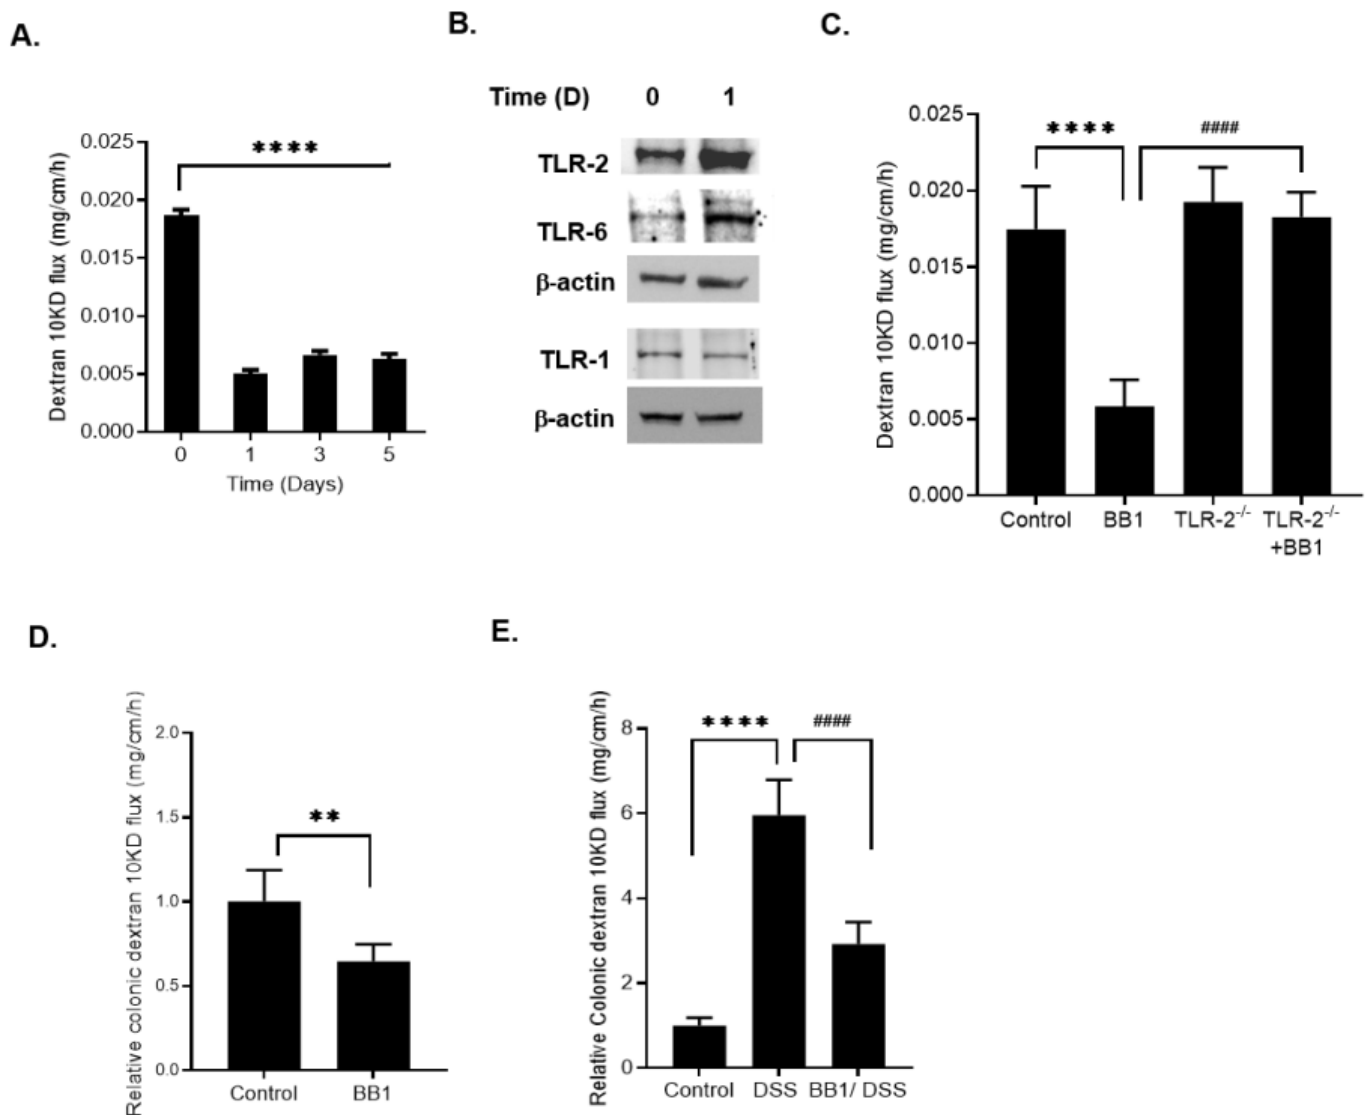 A.
Dextran 10KD flux (mg/cm/h)
0.025
0.020
0.015
0.010
0.005
0.000
****
0 1 3 5
Time (Days)
B.
Time (D) 0 1
TLR-2
TLR-6
β-actin
TLR-1
β-actin
C.
Dextran 10KD flux (mg/cm/h)
0.025
0.020
0.015
0.010
0.005
0.000
**** ####
Control BB1 TLR-2-/- TLR-2-/-
+BB1
D.
Relative colonic dextran 10KD flux (mg/cm/h)
2.0
1.5
1.0
0.5
0.0
**
Control BB1
E.
Relative Colonic dextran 10KD flux (mg/cm/h)
8
6
4
2
0
**** ####
Control DSS BB1/ DSS